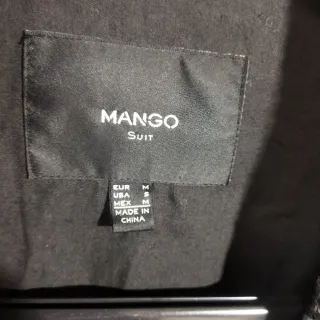 MANGO
SUIT
EUR M
USA S
MEX M
MADE IN
CHINA